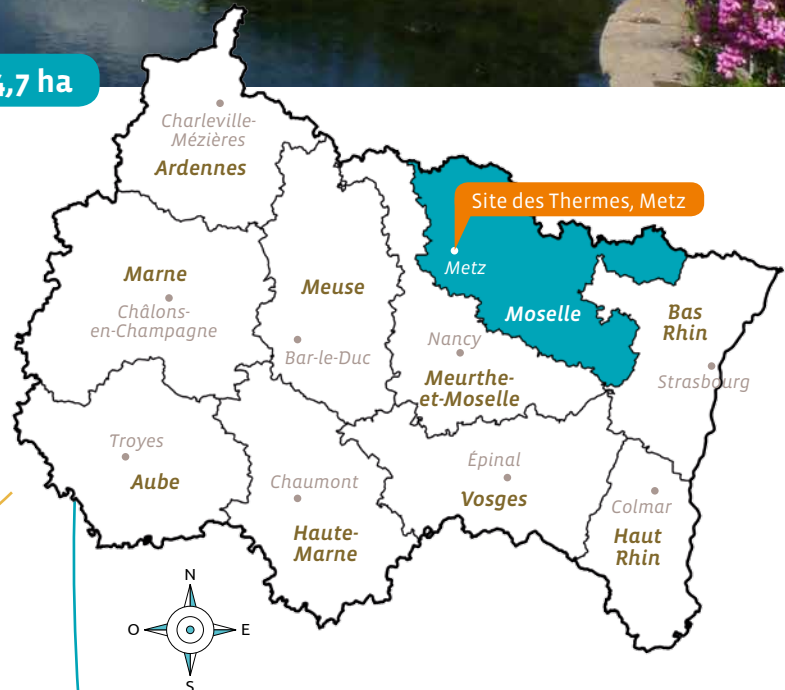 4,7 ha
Charleville-
Mézières
Ardennes
Site des Thermes, Metz
Metz
Marne
Châlons-
en-Champagne
Meuse
Bar-le-Duc
Moselle
Nancy
Meurthe-
et-Moselle
Bas
Rhin
Strasbourg
Troyes
Aube
Chaumont
Haute-
Marne
Épinal
Vosges
Colmar
Haut
Rhin
N
O
E
S